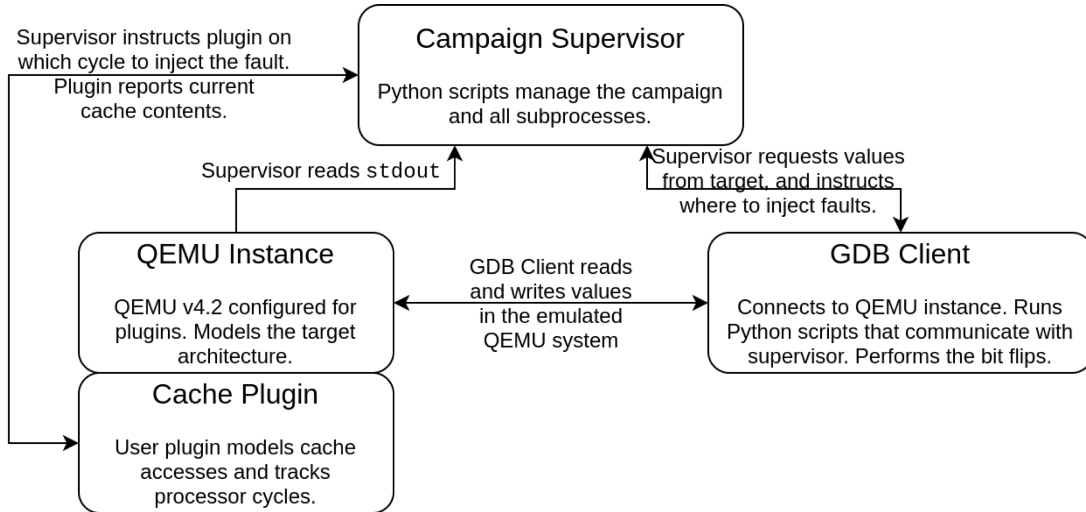 Supervisor instructs plugin on
which cycle to inject the fault.
Plugin reports current
cache contents.
Campaign Supervisor
Python scripts manage the campaign
and all subprocesses.
Supervisor reads stdout
Supervisor requests values
from target, and instructs
where to inject faults.
QEMU Instance
QEMU v4.2 configured for
plugins. Models the target
architecture.
GDB Client reads
and writes values
in the emulated
QEMU system
GDB Client
Connects to QEMU instance. Runs
Python scripts that communicate with
supervisor. Performs the bit flips.
Cache Plugin
User plugin models cache
accesses and tracks
processor cycles.